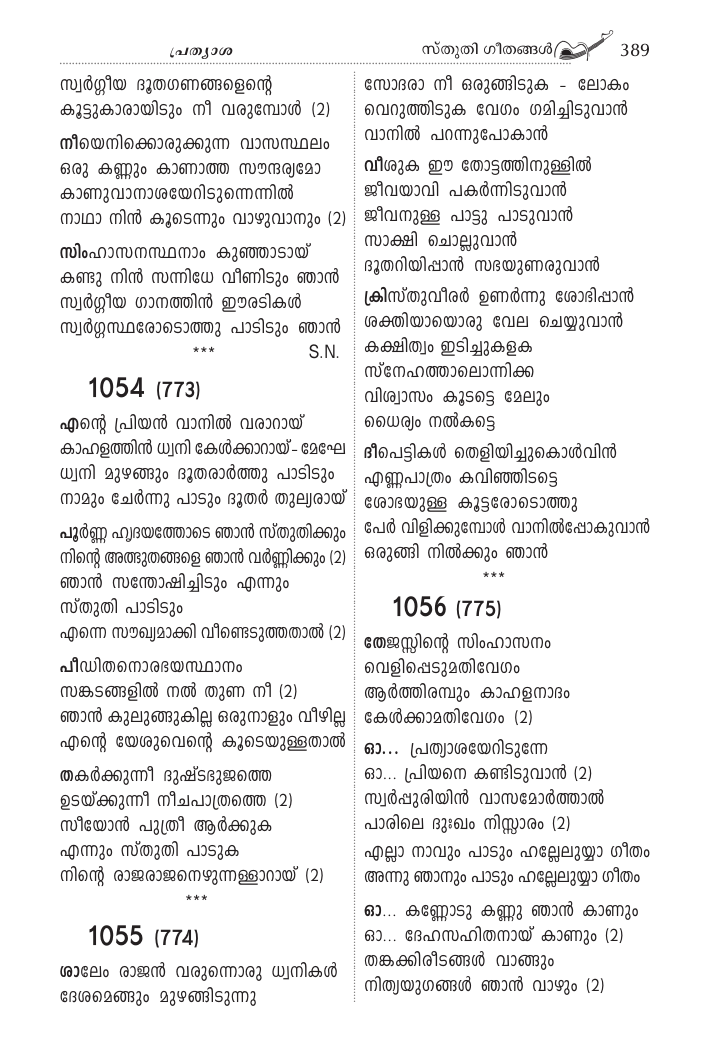 പ്രത്യാശ
സ്തുതി ഗീതങ്ങൾ 389
സ്വർഗ്ഗീയ ദൂതഗണങ്ങളെന്റെ
കൂട്ടുകാരായിടും നീ വരുമ്പോൾ (2)
നീയെനിക്കൊരുക്കുന്ന വാസസ്ഥലം
ഒരു കണ്ണും കാണാത്ത സൗന്ദര്യമോ
കാണുവാനാശയേറിടുന്നെന്നിൽ
നാഥാ നിൻ കൂടെന്നും വാഴുവാനും (2)
സിംഹാസനസ്ഥനാം കുഞ്ഞാടായ്
കണ്ടു നിൻ സന്നിധേ വീണിടും ഞാൻ
സ്വർഗ്ഗീയ ഗാനത്തിൻ ഈരടികൾ
സ്വർഗ്ഗസ്ഥരോടൊത്തു പാടിടും ഞാൻ
*** S.N.
1054 (773)
എന്റെ പ്രിയൻ വാനിൽ വരാറായ്
കാഹളത്തിൻ ധ്വനി കേൾക്കാറായ്- മേഘേ
ധ്വനി മുഴങ്ങും ദൂതരാർത്തു പാടിടും
നാമും ചേർന്നു പാടും ദൂതർ തുല്യരായ്
പൂർണ്ണ ഹൃദയത്തോടെ ഞാൻ സ്തുതിക്കും
നിന്റെ അത്ഭുതങ്ങളെ ഞാൻ വർണ്ണിക്കും (2)
ഞാൻ സന്തോഷിച്ചിടും എന്നും
സ്തുതി പാടിടും
എന്നെ സൗഖ്യമാക്കി വീണ്ടെടുത്തതാൽ (2)
പീഡിതനൊരഭയസ്ഥാനം
സങ്കടങ്ങളിൽ നൽ തുണ നീ (2)
ഞാൻ കുലുങ്ങുകില്ല ഒരുനാളും വീഴില്ല
എന്റെ യേശുവെന്റെ കൂടെയുള്ളതാൽ
തകർക്കുന്നീ ദുഷ്ടഭുജത്തെ
ഉടയ്ക്കുന്നീ നീചപാത്രത്തെ (2)
സീയോൻ പുത്രീ ആർക്കുക
എന്നും സ്തുതി പാടുക
നിന്റെ രാജരാജനെഴുന്നള്ളാറായ് (2)
***
1055 (774)
ശാലേം രാജൻ വരുന്നൊരു ധ്വനികൾ
ദേശമെങ്ങും മുഴങ്ങിടുന്നു
സോദരാ നീ ഒരുങ്ങിടുക - ലോകം
വെറുത്തിടുക വേഗം ഗമിച്ചിടുവാൻ
വാനിൽ പറന്നുപോകാൻ
വീശുക ഈ തോട്ടത്തിനുള്ളിൽ
ജീവയാവി പകർന്നിടുവാൻ
ജീവനുള്ള പാട്ടു പാടുവാൻ
സാക്ഷി ചൊല്ലുവാൻ
ദൂതറിയിപ്പാൻ സഭയുണരുവാൻ
ക്രിസ്തുവീരർ ഉണർന്നു ശോഭിപ്പാൻ
ശക്തിയായൊരു വേല ചെയ്യുവാൻ
കക്ഷിത്വം ഇടിച്ചുകളക
സ്നേഹത്താലൊന്നിക്ക
വിശ്വാസം കൂടട്ടെ മേലും
ധൈര്യം നൽകട്ടെ
ദീപെട്ടികൾ തെളിയിച്ചുകൊൾവിൻ
എണ്ണപാത്രം കവിഞ്ഞിടട്ടെ
ശോഭയുള്ള കൂട്ടരോടൊത്തു
പേർ വിളിക്കുമ്പോൾ വാനിൽപ്പോകുവാൻ
ഒരുങ്ങി നിൽക്കും ഞാൻ
***
1056 (775)
തേജസ്സിന്റെ സിംഹാസനം
വെളിപ്പെടുമതിവേഗം
ആർത്തിരമ്പും കാഹളനാദം
കേൾക്കാമതിവേഗം (2)
ഓ... പ്രത്യാശയേറിടുന്നേ
ഓ... പ്രിയനെ കണ്ടിടുവാൻ (2)
സ്വർപ്പുരിയിൻ വാസമോർത്താൽ
പാരിലെ ദുഃഖം നിസ്സാരം (2)
എല്ലാ നാവും പാടും ഹല്ലേലുയ്യാ ഗീതം
അന്നു ഞാനും പാടും ഹല്ലേലുയ്യാ ഗീതം
ഓ... കണ്ണോടു കണ്ണു ഞാൻ കാണും
ഓ... ദേഹസഹിതനായ് കാണും (2)
തങ്കക്കിരീടങ്ങൾ വാങ്ങും
നിത്യയുഗങ്ങൾ ഞാൻ വാഴും (2)